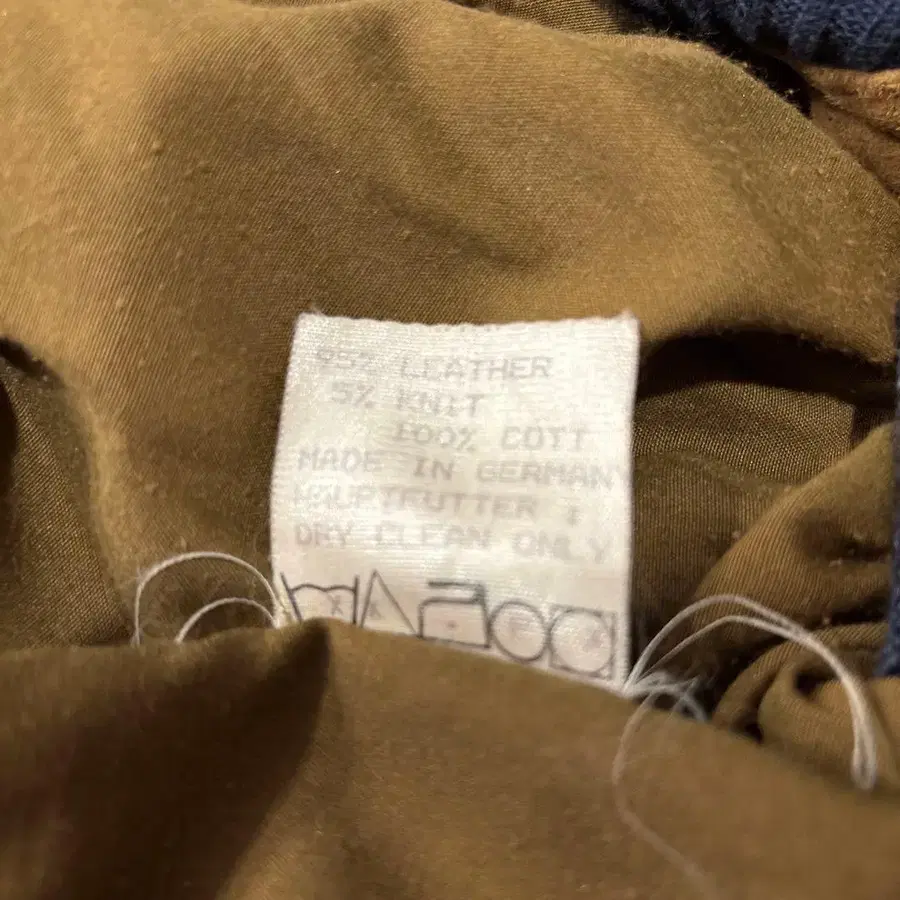 95% LEATHER
5% KNIT
100% COTT
MADE IN GERMANY
HAUPTFUTTER :
DRY CLEAN ONLY